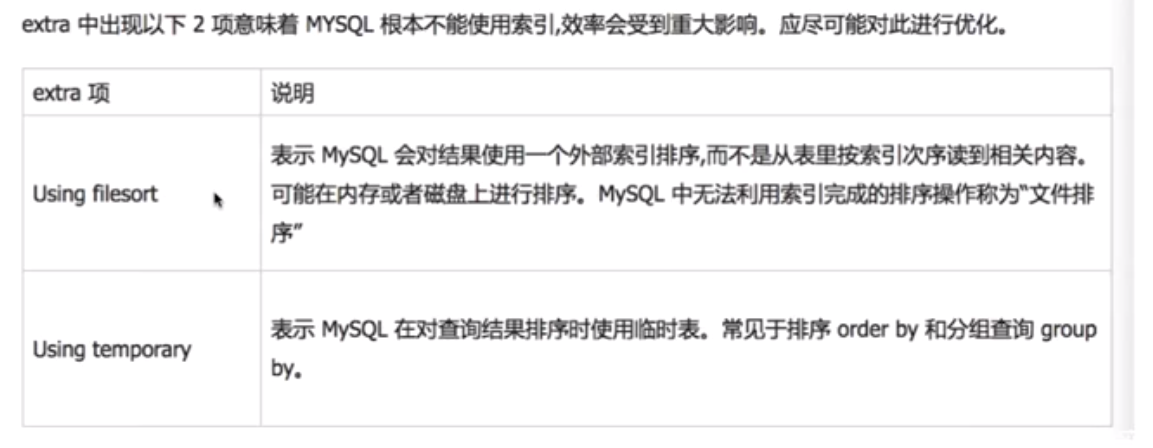 extra 中出现以下 2 项意味着 MYSQL 根本不能使用索引,效率会受到重大影响。应尽可能对此进行优化。
extra 项
说明
Using filesort
表示 MySQL 会对结果使用一个外部索引排序,而不是从表里按索引次序读到相关内容。
可能在内存或者磁盘上进行排序。MySQL 中无法利用索引完成的排序操作称为“文件排
序”
Using temporary
表示 MySQL 在对查询结果排序时使用临时表。常见于排序 order by 和分组查询 group
by。